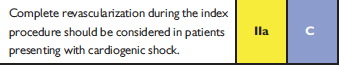 Complete revascularization during the index
procedure should be considered in patients
presenting with cardiogenic shock.
IIa
C